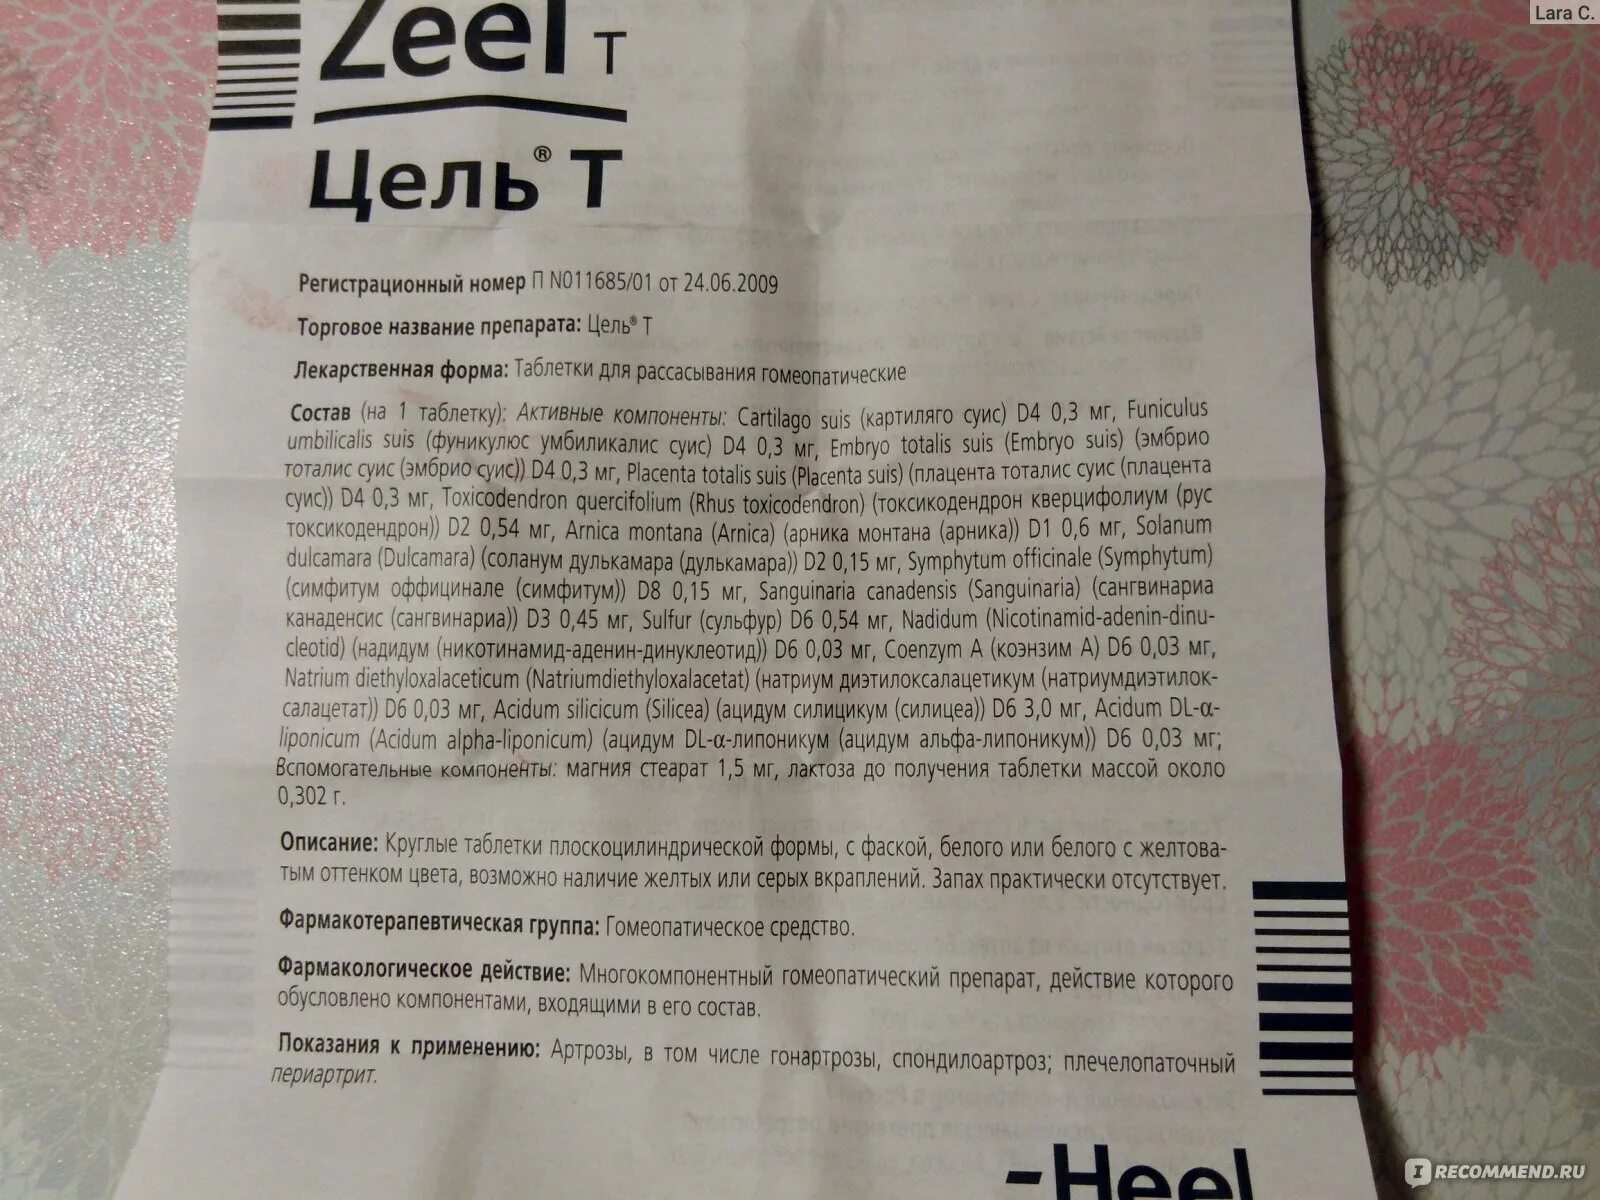 Lara C.
Zeel T
Цель® Т
Регистрационный номер П N011685/01 от 24.06.2009
Торговое название препарата: Цель® Т
Лекарственная форма: Таблетки для рассасывания гомеопатические
Состав (на 1 таблетку): Активные компоненты: Cartilago suis (картиляго суис) D4 0,3 мг, Funiculus
umbilicalis suis (фуникулюс умбиликалис суис) D4 0,3 мг, Embryo totalis suis (Embryo suis) (эмбрио
тоталис суис (эмбрио суис)) D4 0,3 мг, Placenta totalis suis (Placenta suis) (плацента тоталис суис (плацента
суис)) D4 0,3 мг, Toxicodendron quercifolium (Rhus toxicodendron) (токсикодендрон кверцифолиум (рус
токсикодендрон)) D2 0,54 мг, Arnica montana (Arnica) (арника монтана (арника)) D1 0,6 мг, Solanum
dulcamara (Dulcamara) (соланум дулькамара (дулькамара)) D2 0,15 мг, Symphytum officinale (Symphytum)
(симфитум оффицинале (симфитум)) D8 0,15 мг, Sanguinaria canadensis (Sanguinaria) (сангвинариа
канаденсис (сангвинариа)) D3 0,45 мг, Sulfur (сульфур) D6 0,54 мг, Nadidum (Nicotinamid-adenin-dinu-
cleotid) (надидум (никотинамид-аденин-динуклеотид)) D6 0,03 мг, Coenzym A (коэнзим А) D6 0,03 мг,
Natrium diethyloxalaceticum (Natriumdiethyloxalacetat) (натриум диэтилоксалацетикум (натриумдиэтилок-
салацетат)) D6 0,03 мг, Acidum silicicum (Silicea) (ацидум силицикум (силицеа)) D6 3,0 мг, Acidum DL-α-
liponicum (Acidum alpha-liponicum) (ацидум DL-α-липоникум (ацидум альфа-липоникум)) D6 0,03 мг;
Вспомогательные компоненты: магния стеарат 1,5 мг, лактоза до получения таблетки массой около
0,302 г.
Описание: Круглые таблетки плоскоцилиндрической формы, с фаской, белого или белого с желтова-
тым оттенком цвета, возможно наличие желтых или серых вкраплений. Запах практически отсутствует.
Фармакотерапевтическая группа: Гомеопатическое средство.
Фармакологическое действие: Многокомпонентный гомеопатический препарат, действие которого
обусловлено компонентами, входящими в его состав.
Показания к применению: Артрозы, в том числе гонартрозы, спондилоартроз; плечелопаточный
периартрит.
-Heel
IRECOMMEND.RU